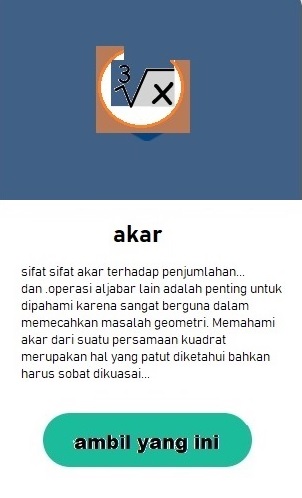 3√x
akar
sifat sifat akar terhadap penjumlahan...
dan .operasi aljabar lain adalah penting untuk
dipahami karena sangat berguna dalam
memecahkan masalah geometri. Memahami
akar dari suatu persamaan kuadrat
merupakan hal yang patut diketahui bahkan
harus sobat dikuasai...
ambil yang ini